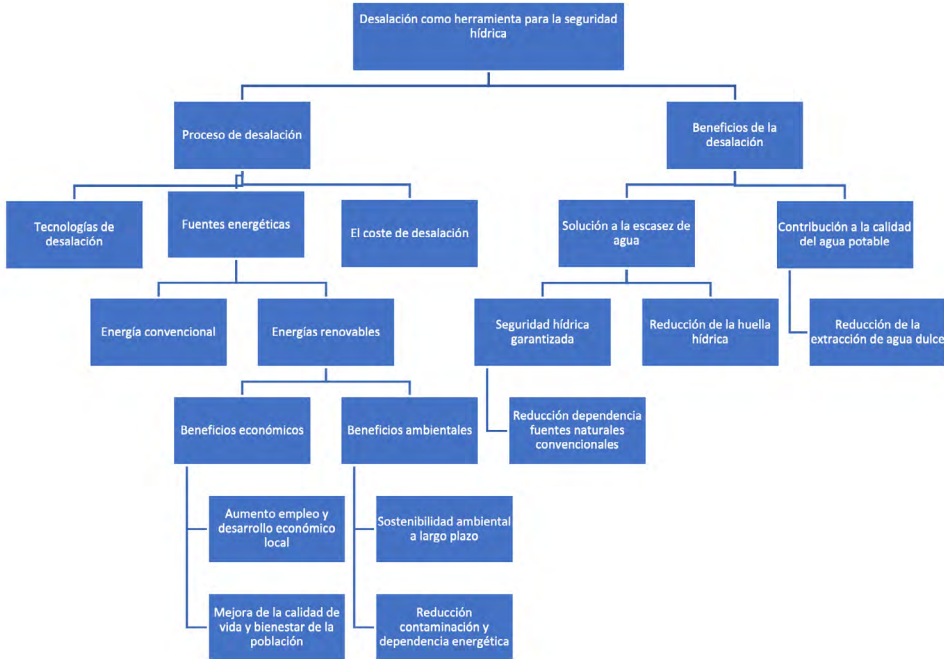 Desalación como herramienta para la seguridad
hídrica
Proceso de desalación
Beneficios de la
desalación
Tecnologías de
desalación
Fuentes energéticas
El coste de desalación
Solución a la escasez de
agua
Contribución a la calidad
del agua potable
Energía convencional
Energías renovables
Seguridad hídrica
garantizada
Reducción de la huella
hídrica
Reducción de la
extracción de agua dulce
Beneficios económicos
Beneficios ambientales
Reducción dependencia
fuentes naturales
convencionales
Aumento empleo y
desarrollo económico
local
Sostenibilidad ambiental
a largo plazo
Mejora de la calidad de
vida y bienestar de la
población
Reducción
contaminación y
dependencia energética